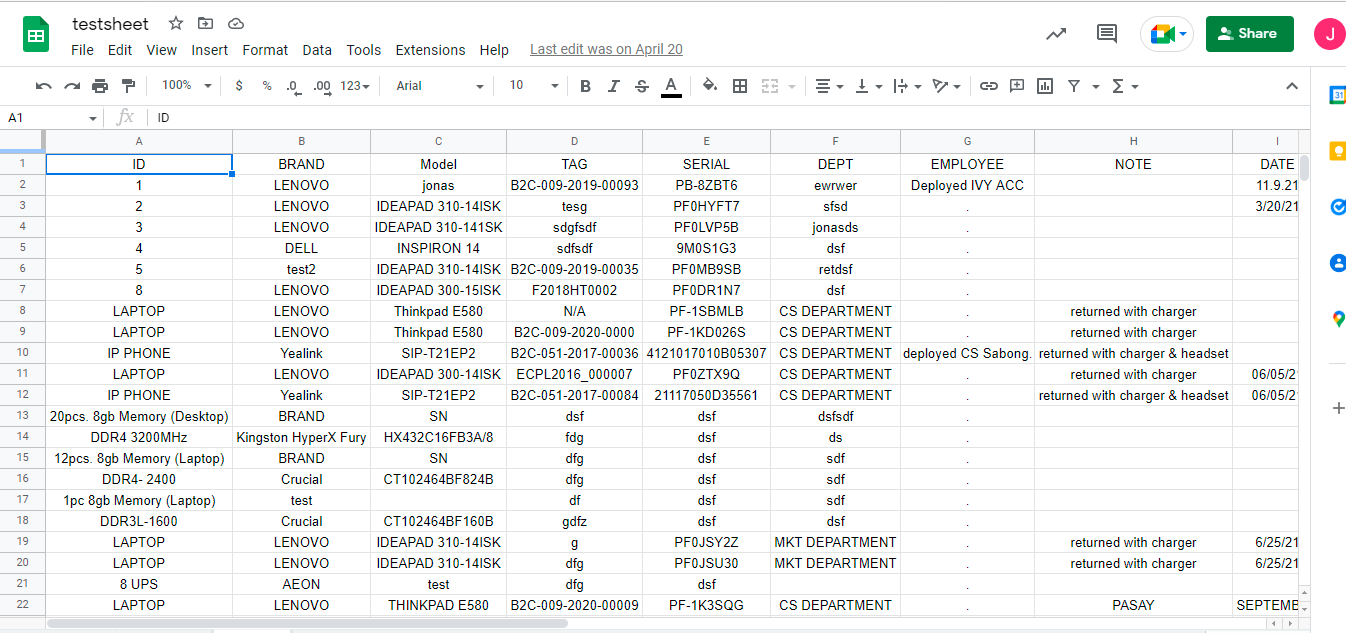 testsheet
File Edit View Insert Format Data Tools Extensions Help Last edit was on April 20
Share
J
100% $ % .0 .00 123 Arial 10 B I S A
31
A1 fx ID
A B C D E F G H I
1 ID BRAND Model TAG SERIAL DEPT EMPLOYEE NOTE DATE
2 1 LENOVO jonas B2C-009-2019-00093 PB-8ZBT6 ewrwer Deployed IVY ACC 11.9.21
3 2 LENOVO IDEAPAD 310-14ISK tesg PF0HYFT7 sfsd . 3/20/21
4 3 LENOVO IDEAPAD 310-141SK sdgfsdf PF0LVP5B jonasds .
5 4 DELL INSPIRON 14 sdfsdf 9M0S1G3 dsf .
6 5 test2 IDEAPAD 310-14ISK B2C-009-2019-00035 PF0MB9SB retdsf .
7 8 LENOVO IDEAPAD 300-15ISK F2018HT0002 PF0DR1N7 dsf .
8 LAPTOP LENOVO Thinkpad E580 N/A PF-1SBMLB CS DEPARTMENT . returned with charger
9 LAPTOP LENOVO Thinkpad E580 B2C-009-2020-0000 PF-1KD026S CS DEPARTMENT . returned with charger
10 IP PHONE Yealink SIP-T21EP2 B2C-051-2017-00036 4121017010B05307 CS DEPARTMENT deployed CS Sabong. returned with charger & headset
11 LAPTOP LENOVO IDEAPAD 300-14ISK ECPL2016_000007 PF0ZTX9Q CS DEPARTMENT . returned with charger 06/05/2
12 IP PHONE Yealink SIP-T21EP2 B2C-051-2017-00084 21117050D35561 CS DEPARTMENT . returned with charger & headset 06/05/2
13 20pcs. 8gb Memory (Desktop) BRAND SN dsf dsf dsfsdf .
14 DDR4 3200MHz Kingston HyperX Fury HX432C16FB3A/8 fdg dsf ds .
15 12pcs. 8gb Memory (Laptop) BRAND SN dfg dsf sdf .
16 DDR4- 2400 Crucial CT102464BF824B dfg dsf sdf .
17 1pc 8gb Memory (Laptop) test df dsf sdf .
18 DDR3L-1600 Crucial CT102464BF160B gdfz dsf dsf .
19 LAPTOP LENOVO IDEAPAD 310-14ISK g PF0JSY2Z MKT DEPARTMENT . returned with charger 6/25/21
20 LAPTOP LENOVO IDEAPAD 310-14ISK dfg PF0JSU30 MKT DEPARTMENT . returned with charger 6/25/21
21 8 UPS AEON test dfg dsf .
22 LAPTOP LENOVO THINKPAD E580 B2C-009-2020-00009 PF-1K3SQG CS DEPARTMENT . PASAY SEPTEMB